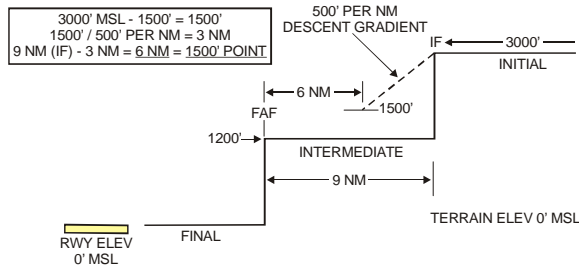 3000' MSL - 1500' = 1500'
1500' / 500' PER NM = 3 NM
9 NM (IF) - 3 NM = 6 NM = 1500' POINT
500' PER NM
DESCENT GRADIENT
IF
3000'
INITIAL
6 NM
FAF
1500'
1200'
INTERMEDIATE
9 NM
TERRAIN ELEV 0' MSL
FINAL
RWY ELEV
0' MSL